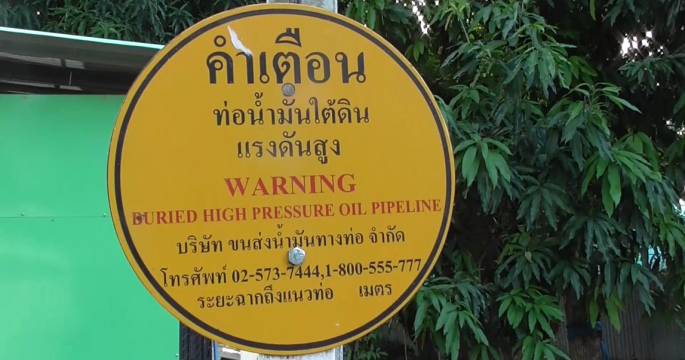 คำเตือน
ท่อน้ำมันใต้ดิน
แรงดันสูง
WARNING
BURIED HIGH PRESSURE OIL PIPELINE
บริษัท ขนส่งน้ำมันทางท่อ จำกัด
โทรศัพท์ 02-573-7444,1-800-555-777
ระยะฉากถึงแนวท่อ เมตร